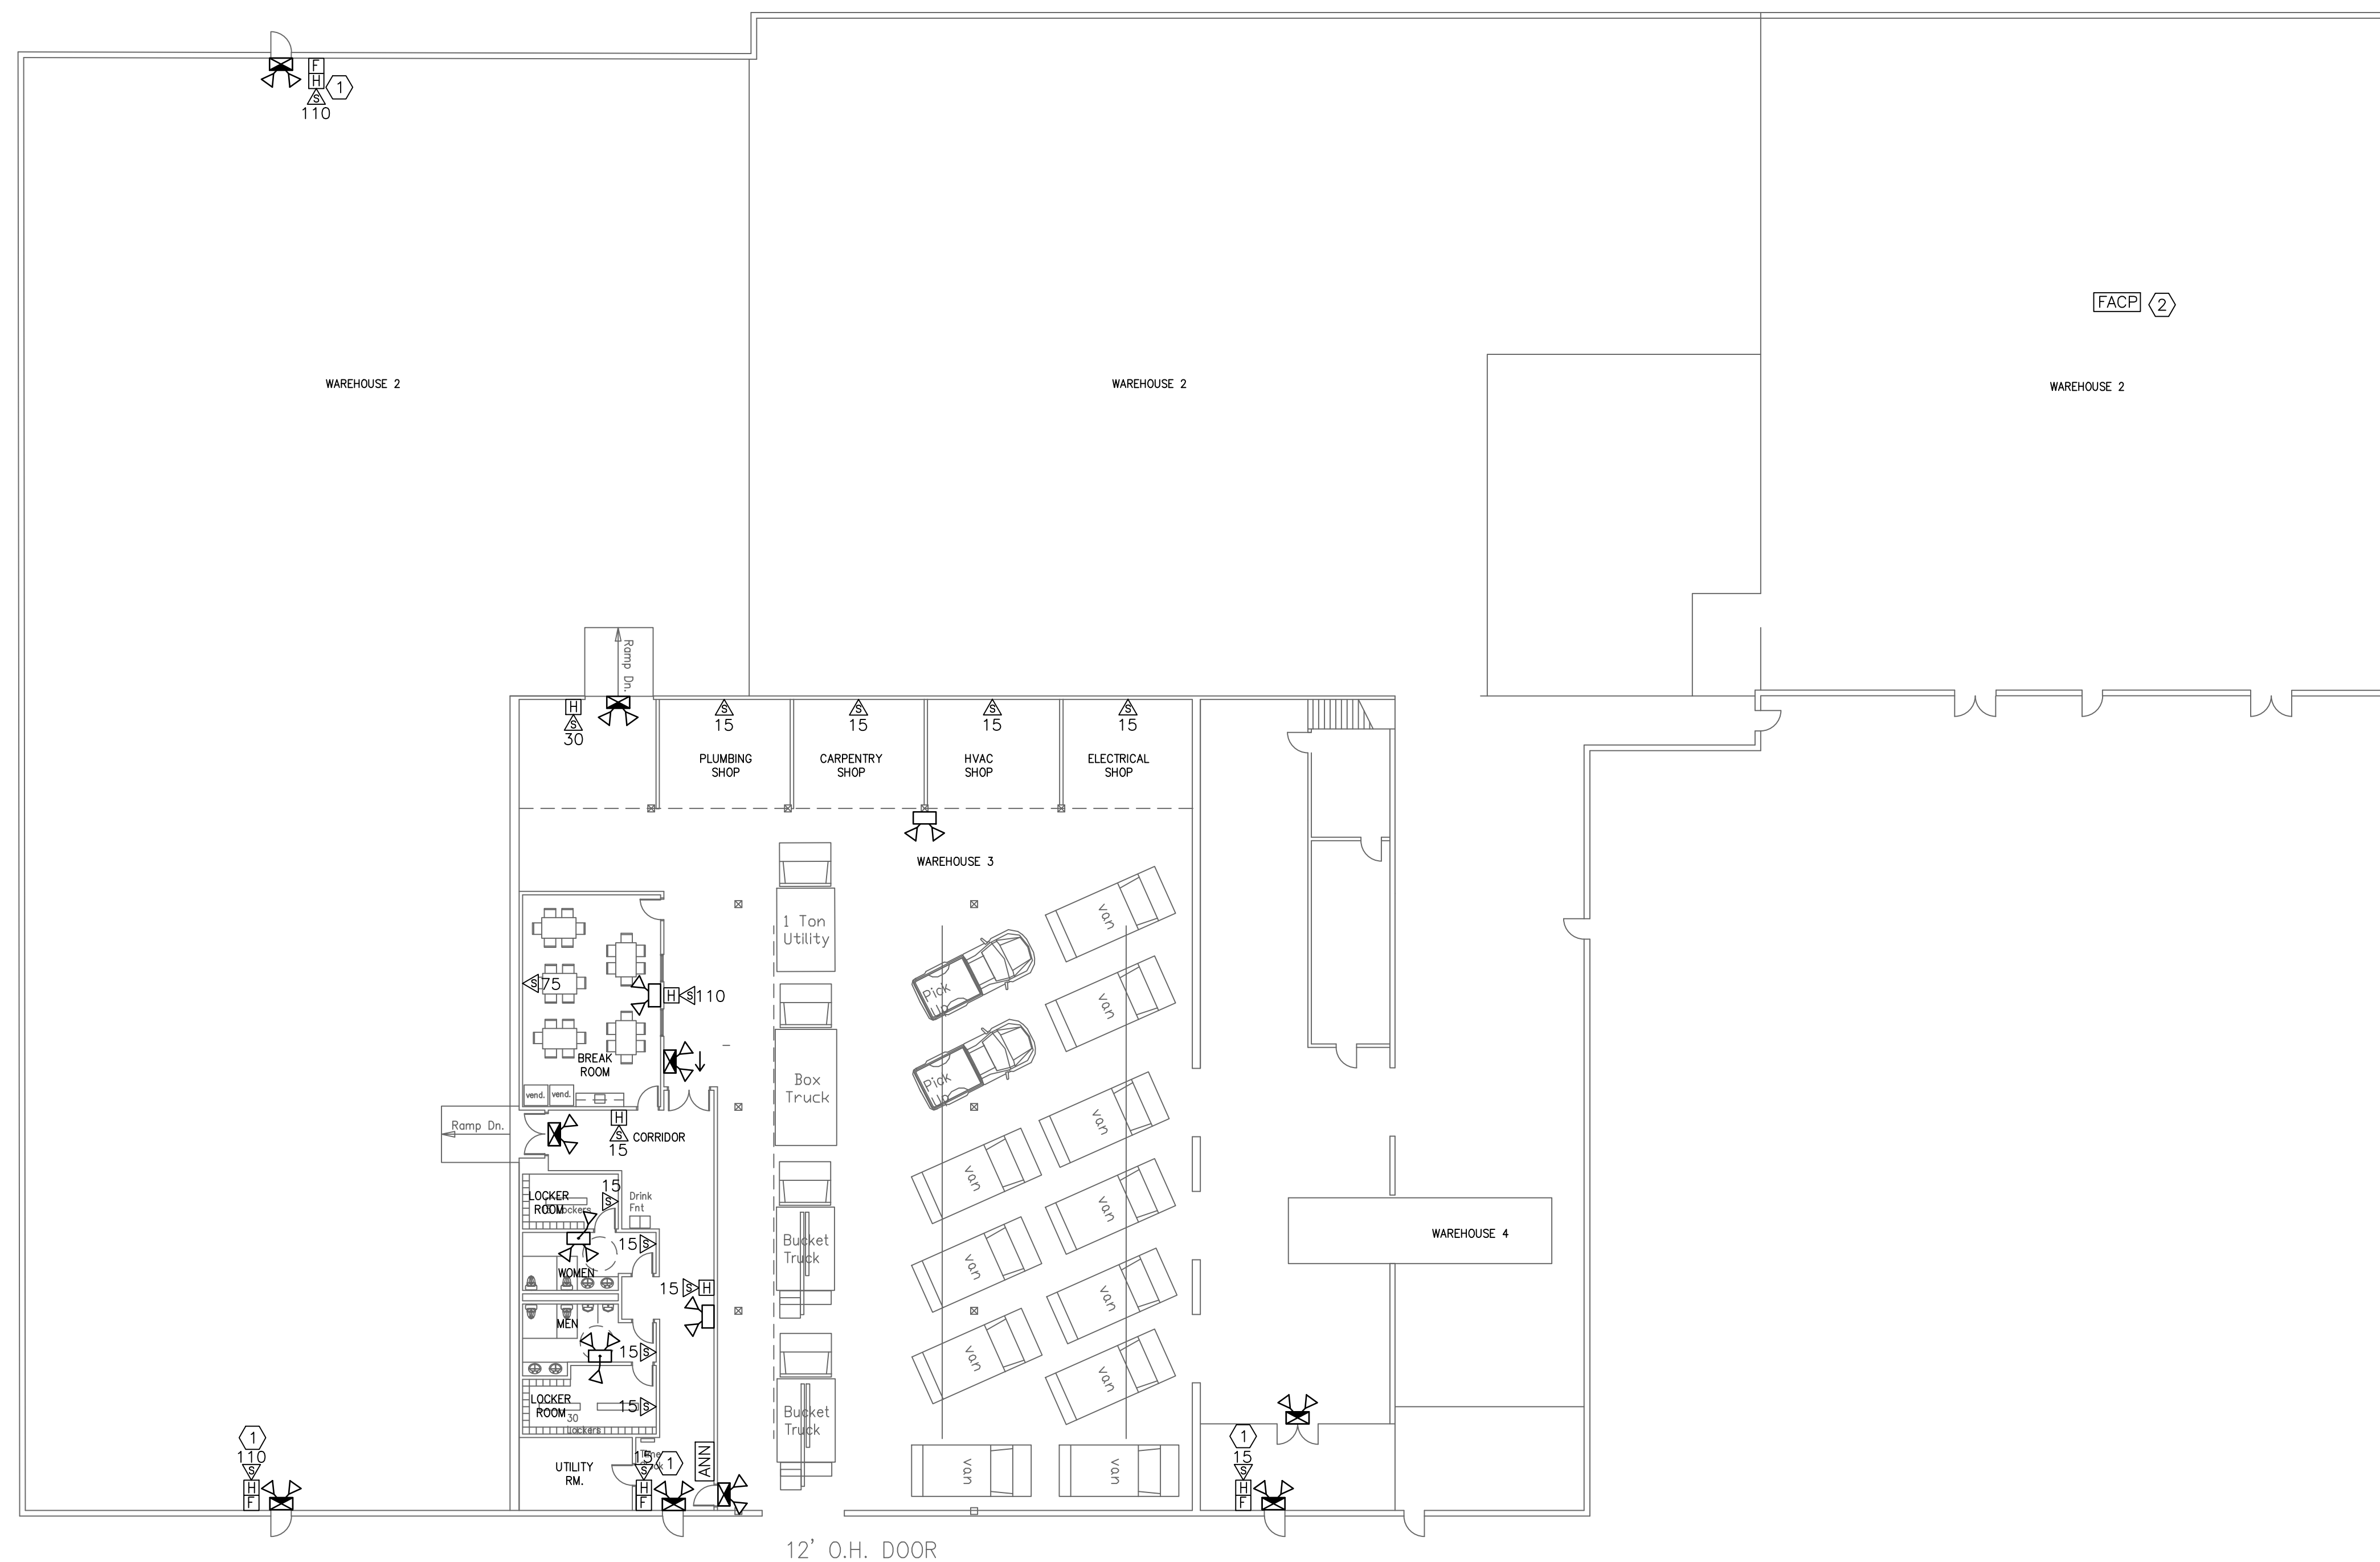 F
H
1
S
110
FACP
2
WAREHOUSE 2
WAREHOUSE 2
WAREHOUSE 2
Ramp Dn.
H
S
30
S
15
S
15
S
15
S
15
PLUMBING
SHOP
CARPENTRY
SHOP
HVAC
SHOP
ELECTRICAL
SHOP
WAREHOUSE 3
1 Ton
Utility
van
Pick
Up
van
S
75
H
S
110
BREAK
ROOM
vend.
vend.
Box
Truck
Pick
Up
van
Ramp Dn.
H
S
15
CORRIDOR
van
LOCKER
ROOM
15
S
Drink
Fnt
van
15
S
Bucket
Truck
WAREHOUSE 4
WOMEN
van
15
S
H
van
MEN
15
S
van
van
LOCKER
ROOM
30
Lockers
15
S
Bucket
Truck
1
110
S
H
F
UTILITY
RM.
15
S
H
F
1
ANN
van
van
1
15
S
H
F
12' O.H. DOOR